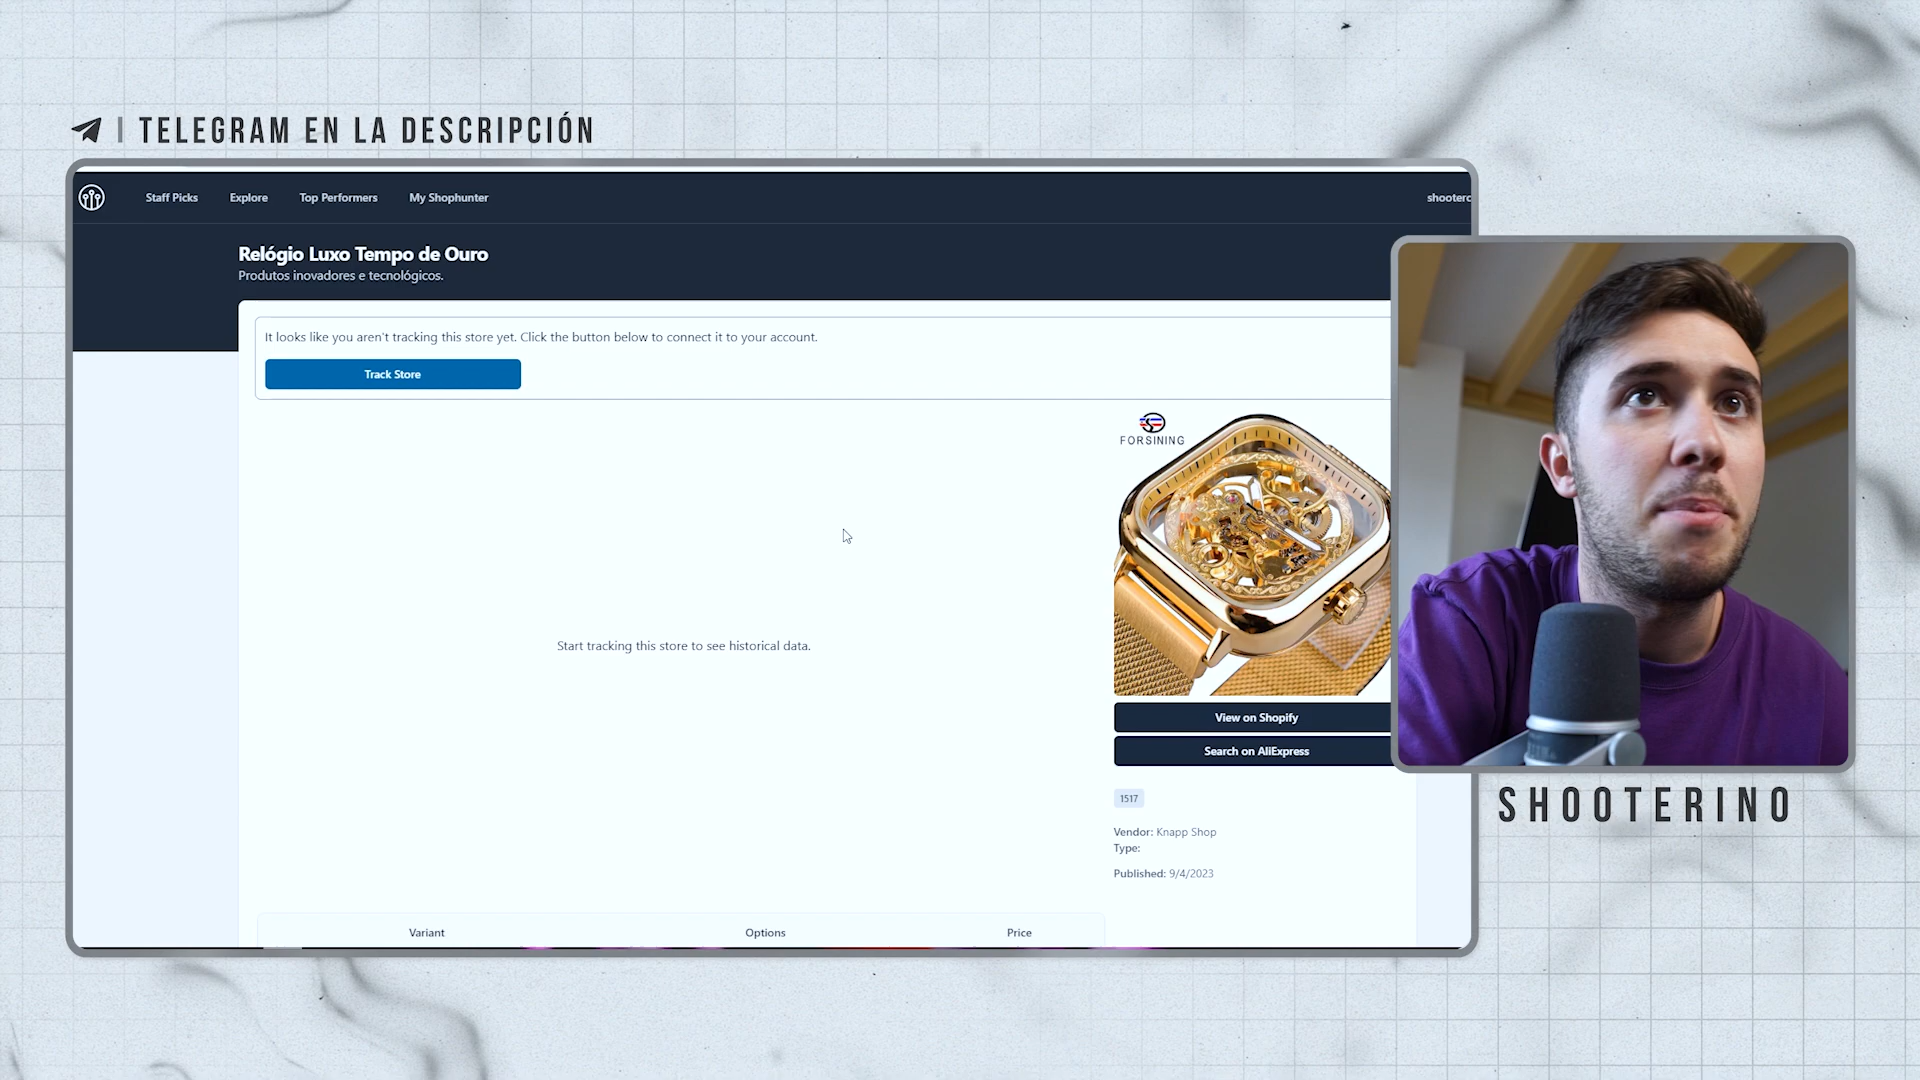 TELEGRAM EN LA DESCRIPCIÓN
Staff Picks
Explore
Top Performers
My Shophunter
shooterc
Relógio Luxo Tempo de Ouro
Produtos inovadores e tecnológicos.
It looks like you aren't tracking this store yet. Click the button below to connect it to your account.
Track Store
FORSINING
Start tracking this store to see historical data.
View on Shopify
Search on AliExpress
1517
Vendor: Knapp Shop
Type:
Published: 9/4/2023
Variant
Options
Price
SHOOTERINO